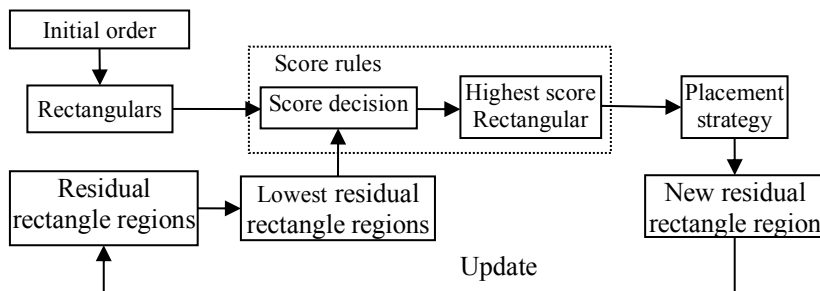 Initial order
Rectangulars
Score rules
Score decision
Highest score
Rectangular
Placement
strategy
Residual
rectangle regions
Lowest residual
rectangle regions
New residual
rectangle region
Update